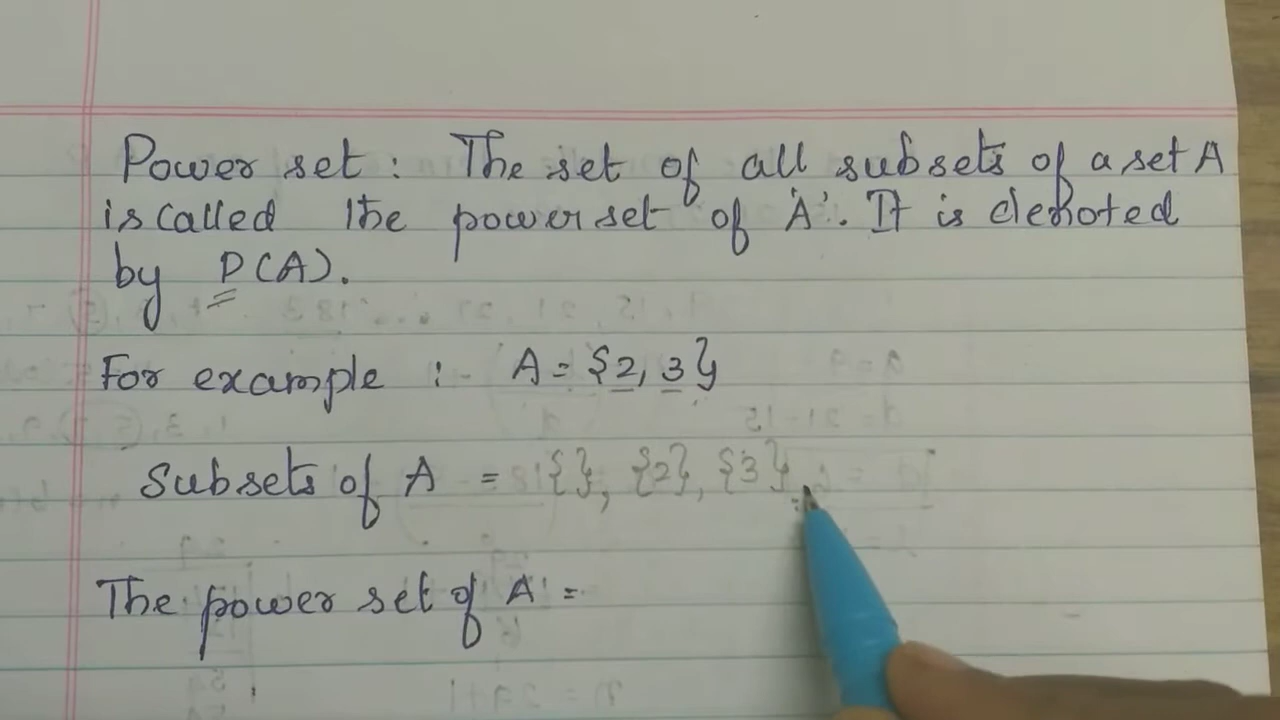 Power set : The set of all subsets of a set A
is called the power set of 'A'. It is denoted
by P(A).
For example : A = {2, 3}
Subsets of A = { }, {2}, {3},
The power set of A' =